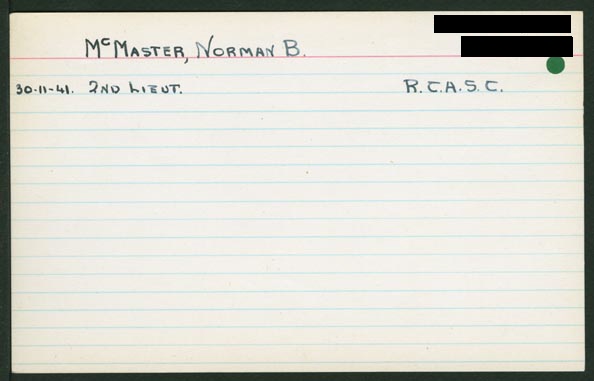 McMASTER, NORMAN B.
30-11-41. 2ND LIEUT. R.C.A.S.C.